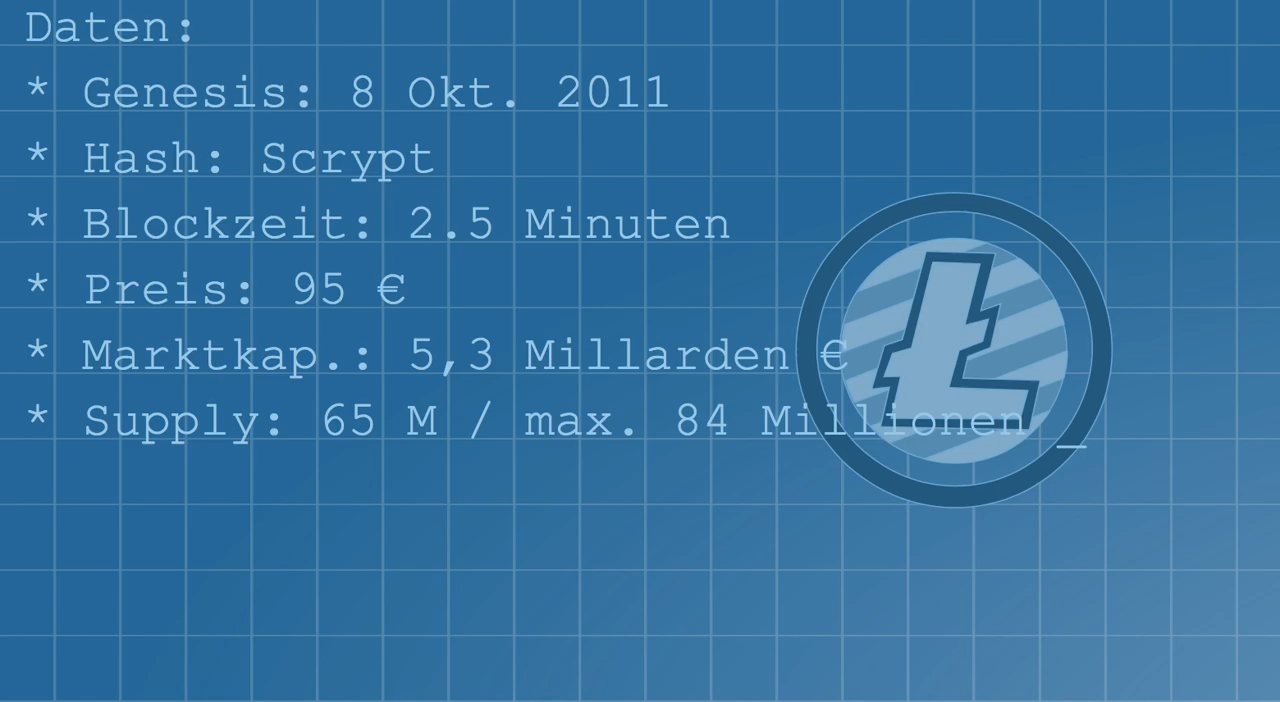 Daten:
* Genesis: 8 Okt. 2011
* Hash: Scrypt
* Blockzeit: 2.5 Minuten
* Preis: 95 €
* Marktkap.: 5,3 Millarden €
* Supply: 65 M / max. 84 Millionen _